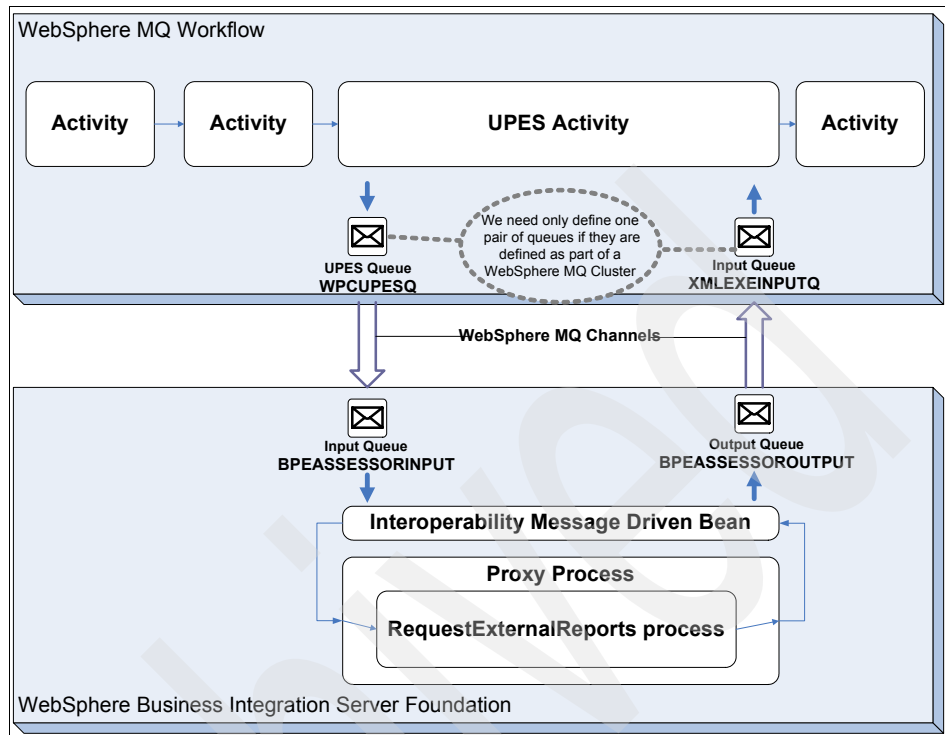 WebSphere MQ Workflow
Activity
Activity
UPES Activity
Activity
We need only define one
pair of queues if they are
defined as part of a
WebSphere MQ Cluster
UPES Queue
WPCUPESQ
Input Queue
XMLEXEINPUTQ
WebSphere MQ Channels
Input Queue
BPEASSESSORINPUT
Output Queue
BPEASSESSOROUTPUT
Interoperability Message Driven Bean
Proxy Process
RequestExternalReports process
WebSphere Business Integration Server Foundation